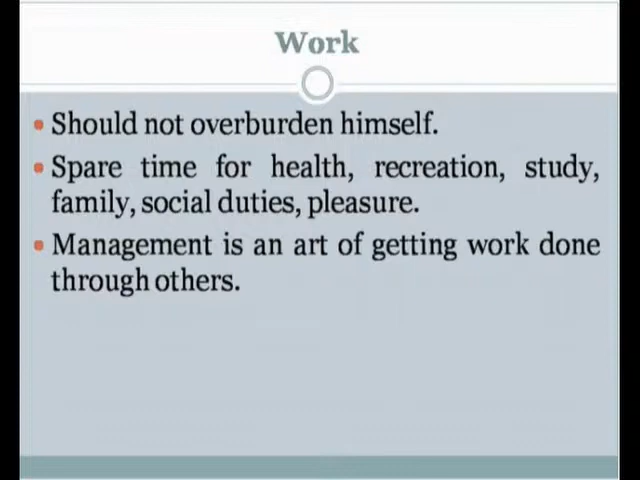 Work
Should not overburden himself.
Spare time for health, recreation, study,
family, social duties, pleasure.
Management is an art of getting work done
through others.